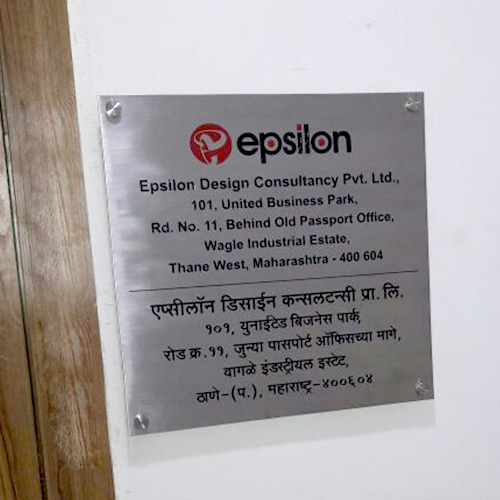 epsilon
Epsilon Design Consultancy Pvt. Ltd.,
101, United Business Park,
Rd. No. 11, Behind Old Passport Office,
Wagle Industrial Estate,
Thane West, Maharashtra - 400 604
एप्सीलॉन डिसाईन कन्सलटन्सी प्रा. लि.
१०१, युनाईटेड बिजनेस पार्क,
रोड क्र. ११, जुन्या पासपोर्ट ऑफिसच्या मागे,
वागळे इंडस्ट्रीयल इस्टेट,
ठाणे-(प.), महाराष्ट्र-४००६०४